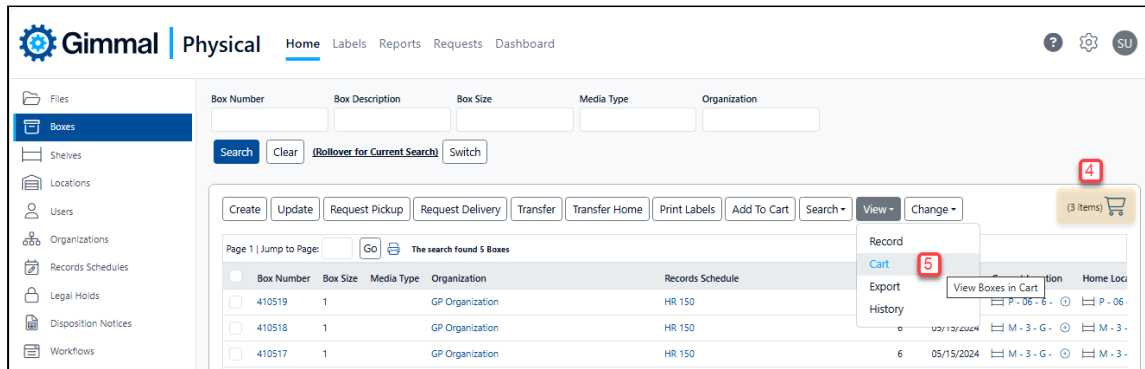 Gimmal | Physical Home Labels Reports Requests Dashboard ? SU
Files
Boxes
Shelves
Locations
Users
Organizations
Records Schedules
Legal Holds
Disposition Notices
Workflows
Box Number Box Description Box Size Media Type Organization
Search Clear (Rollover for Current Search) Switch
4
Create Update Request Pickup Request Delivery Transfer Transfer Home Print Labels Add To Cart Search View Change (3 Items)
Page 1 | Jump to Page: Go The search found 5 Boxes
Record
Cart 5
Export View Boxes in Cart
History
Box Number Box Size Media Type Organization Records Schedule Home Loca
410519 1 GP Organization HR 150 P - 06 - 6 - P - 06
410518 1 GP Organization HR 150 6 05/15/2024 M - 3 - G - M - 3 -
410517 1 GP Organization HR 150 6 05/15/2024 M - 3 - G - M - 3 -